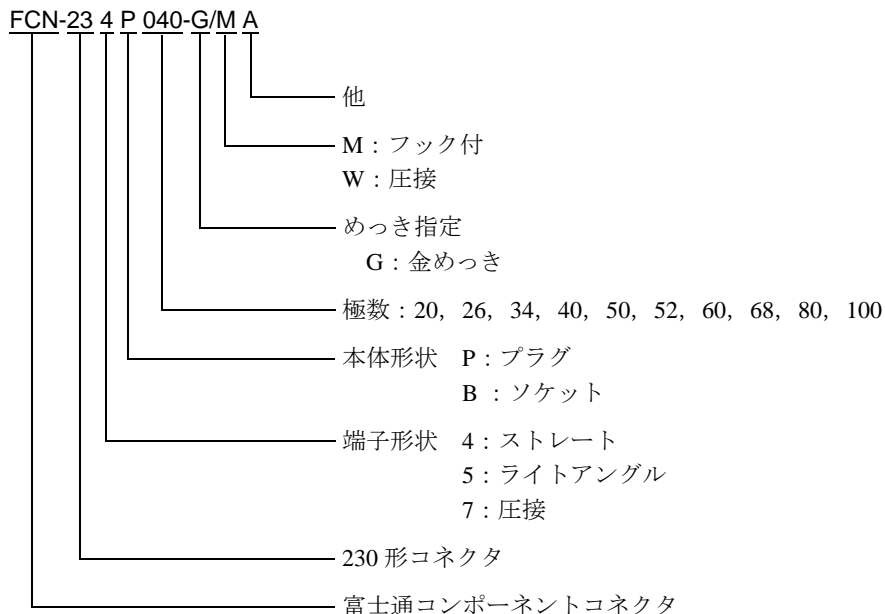 FCN-23 4 P 040-G/M A
他
M：フック付
W：圧接
めっき指定
G：金めっき
極数：20， 26， 34， 40， 50， 52， 60， 68， 80， 100
本体形状 P：プラグ
B ：ソケット
端子形状 4：ストレート
5：ライトアングル
7：圧接
230 形コネクタ
富士通コンポーネントコネクタ